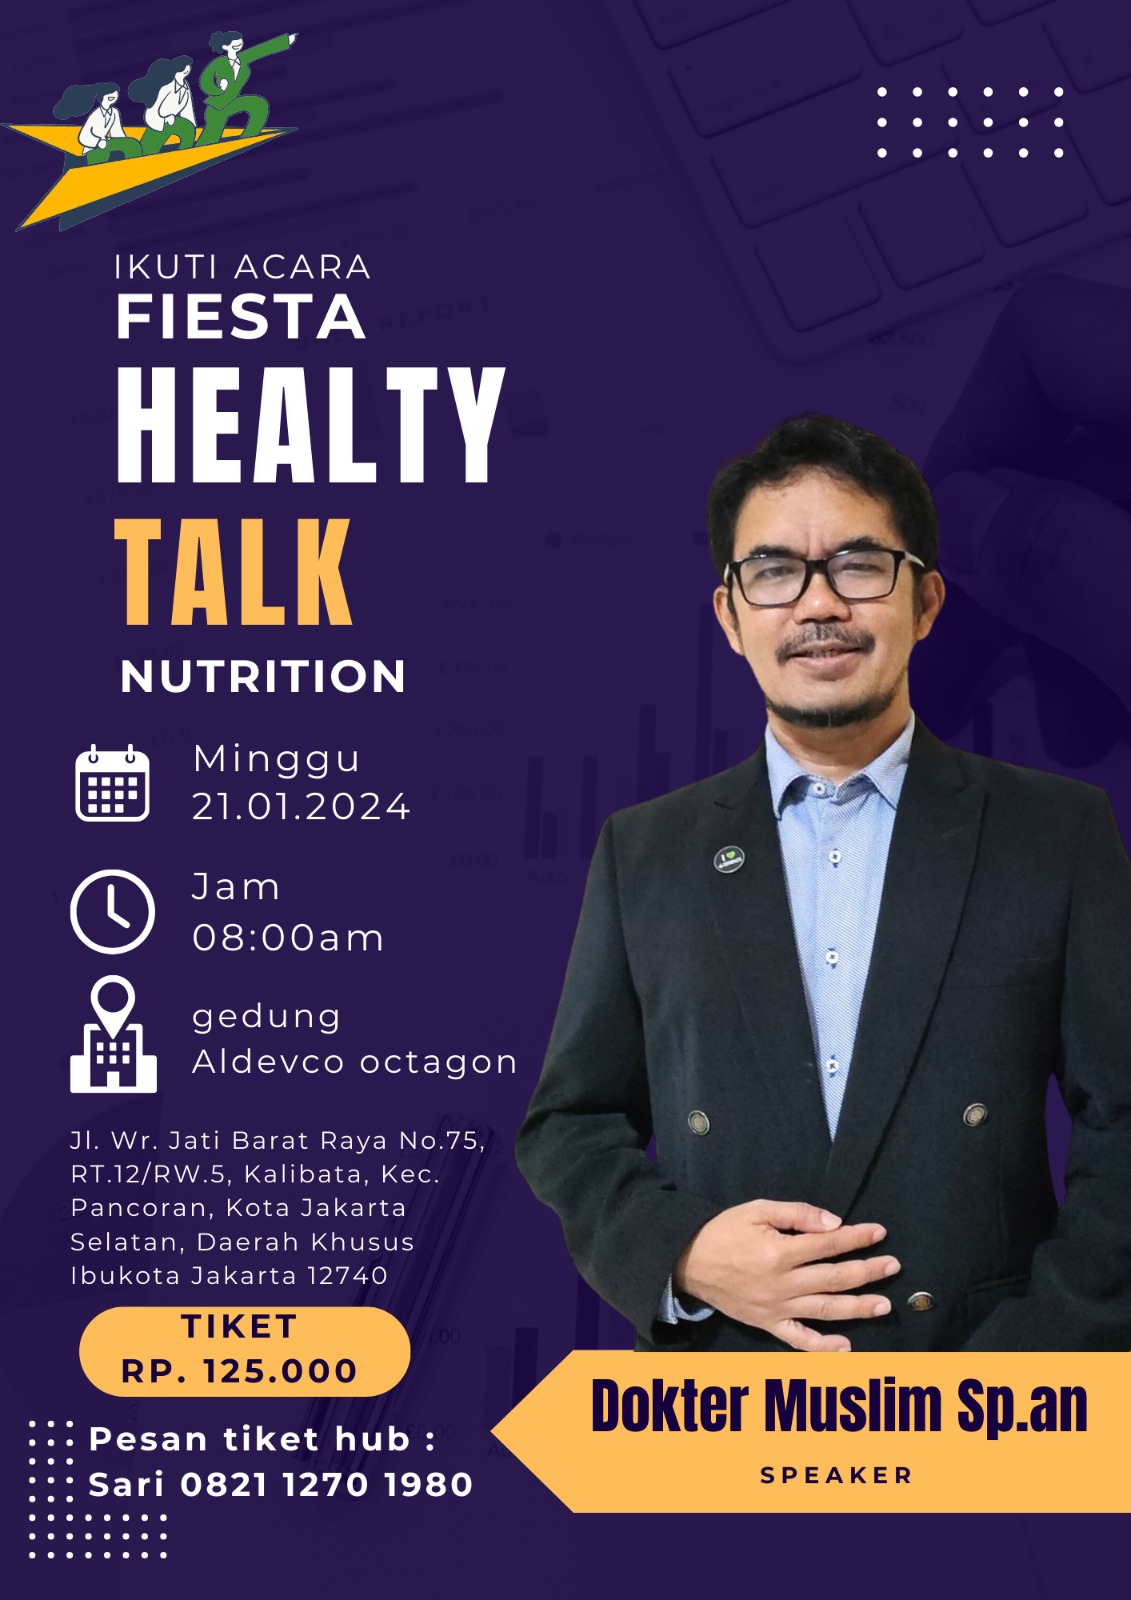 IKUTI ACARA
FIESTA
HEALTY
TALK
NUTRITION
Minggu
21.01.2024
Jam
08:00am
gedung
Aldevco octagon
Jl. Wr. Jati Barat Raya No.75,
RT.12/RW.5, Kalibata, Kec.
Pancoran, Kota Jakarta
Selatan, Daerah Khusus
Ibukota Jakarta 12740
TIKET
RP. 125.000
Pesan tiket hub :
Sari 0821 1270 1980
Dokter Muslim Sp.an
SPEAKER